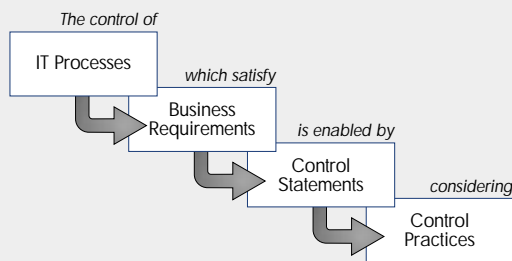 The control of
IT Processes
which satisfy
Business
Requirements
is enabled by
Control
Statements
considering
Control
Practices